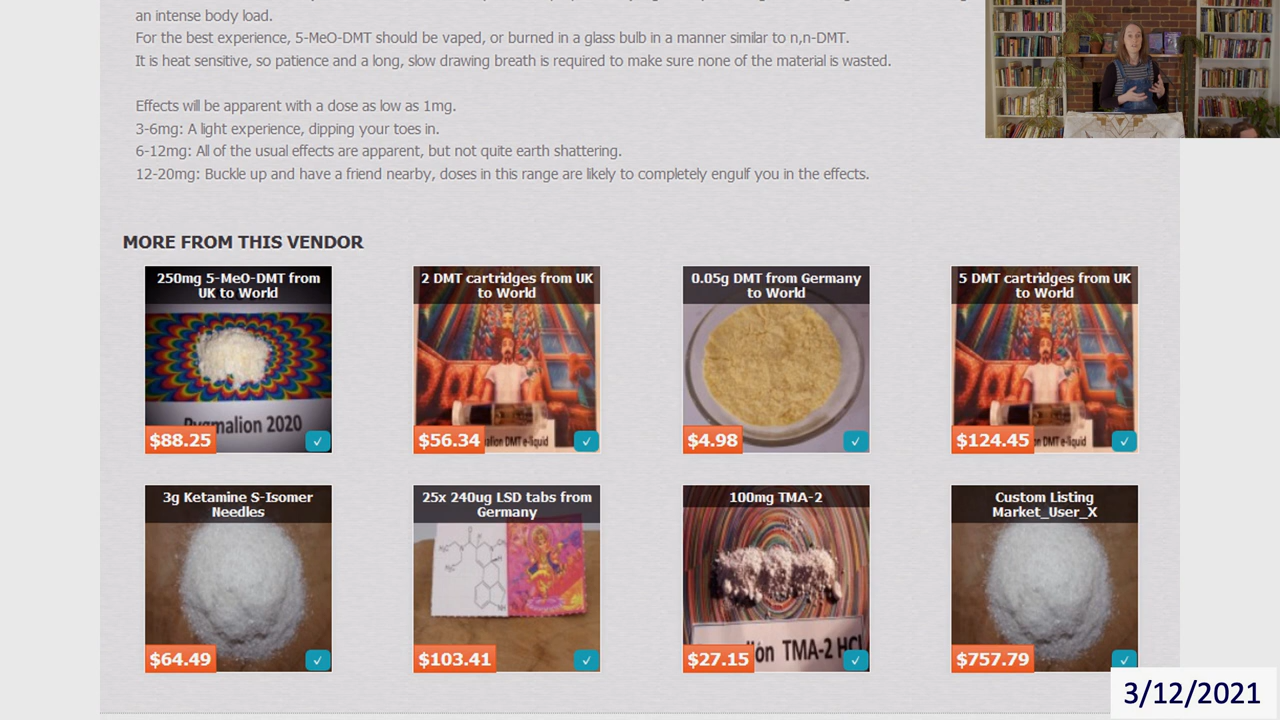 an intense body load.
For the best experience, 5-MeO-DMT should be vaped, or burned in a glass bulb in a manner similar to n,n-DMT.
It is heat sensitive, so patience and a long, slow drawing breath is required to make sure none of the material is wasted.
Effects will be apparent with a dose as low as 1mg.
3-6mg: A light experience, dipping your toes in.
6-12mg: All of the usual effects are apparent, but not quite earth shattering.
12-20mg: Buckle up and have a friend nearby, doses in this range are likely to completely engulf you in the effects.
MORE FROM THIS VENDOR
250mg 5-MeO-DMT from
UK to World
Pygmalion 2020
$88.25
2 DMT cartridges from UK
to World
alion DMT e-liquid
$56.34
0.05g DMT from Germany
to World
$4.98
5 DMT cartridges from UK
to World
on DMT e-liquid
$124.45
3g Ketamine S-Isomer
Needles
$64.49
25x 240ug LSD tabs from
Germany
$103.41
100mg TMA-2
TMA-2 HCl
$27.15
Custom Listing
Market_User_X
$757.79
3/12/2021